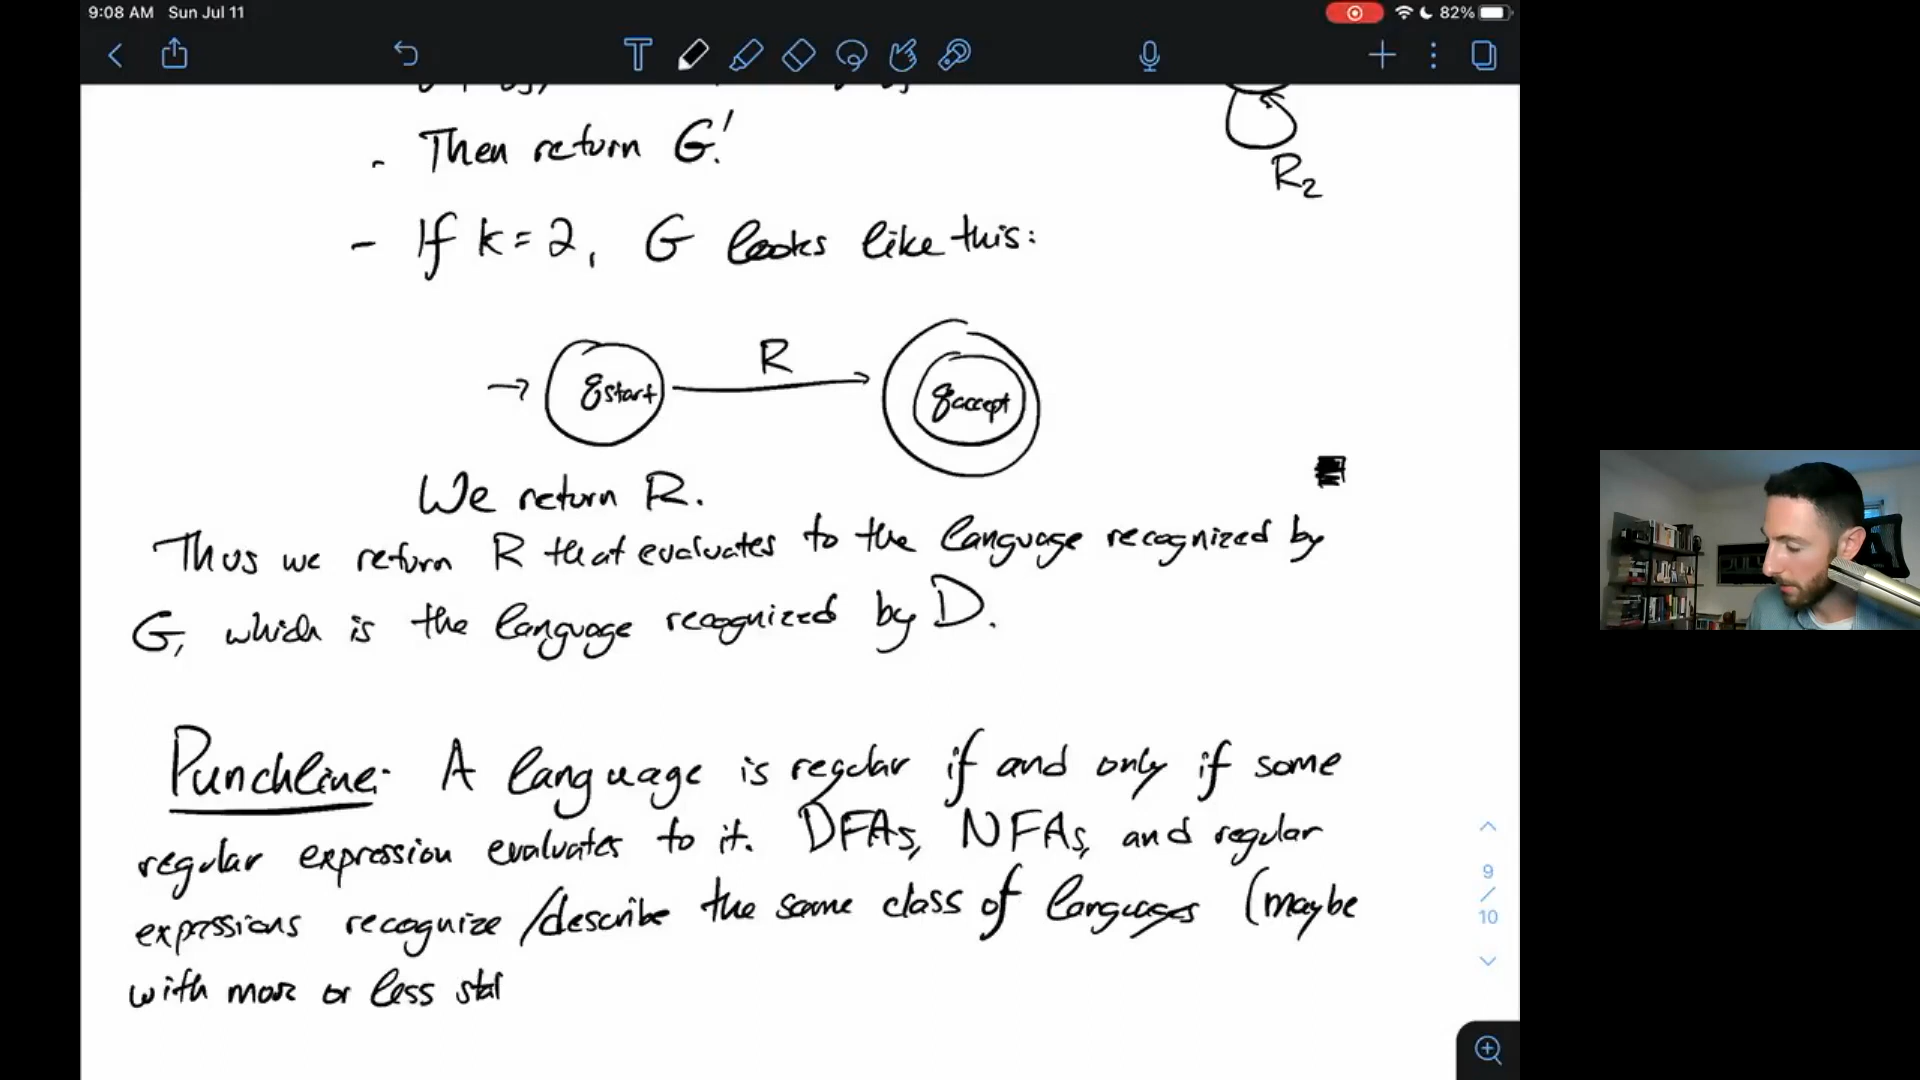 9:08 AM Sun Jul 11
82%
Then return G'.
R₂
- If k = 2, G looks like this:
R
qstart
qaccept
We return R.
Thus we return R that evaluates to the language recognized by
G, which is the language recognized by D.
Punchline: A language is regular if and only if some
regular expression evaluates to it. DFAs, NFAs, and regular
expressions recognize/describe the same class of languages (maybe
with more or less
9
/
10